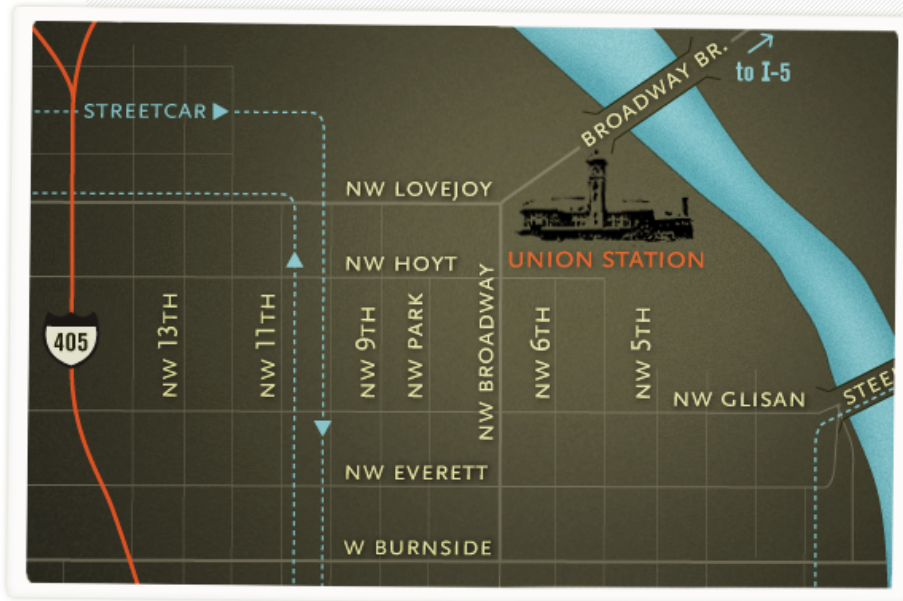 BROADWAY BR.
to I-5
STREETCAR
NW LOVEJOY
NW HOYT
UNION STATION
405
NW 13TH
NW 11TH
NW 9TH
NW PARK
NW BROADWAY
NW 6TH
NW 5TH
NW GLISAN
STEEL
NW EVERETT
W BURNSIDE